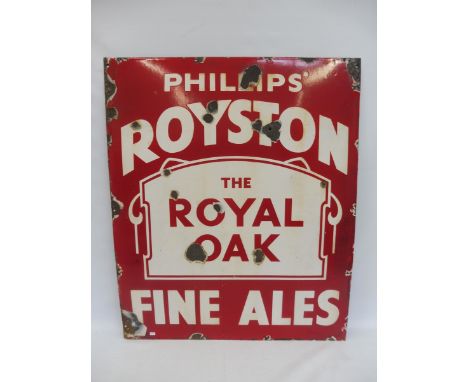 PHILLIPS'
ROYSTON
THE
ROYAL
OAK
FINE ALES